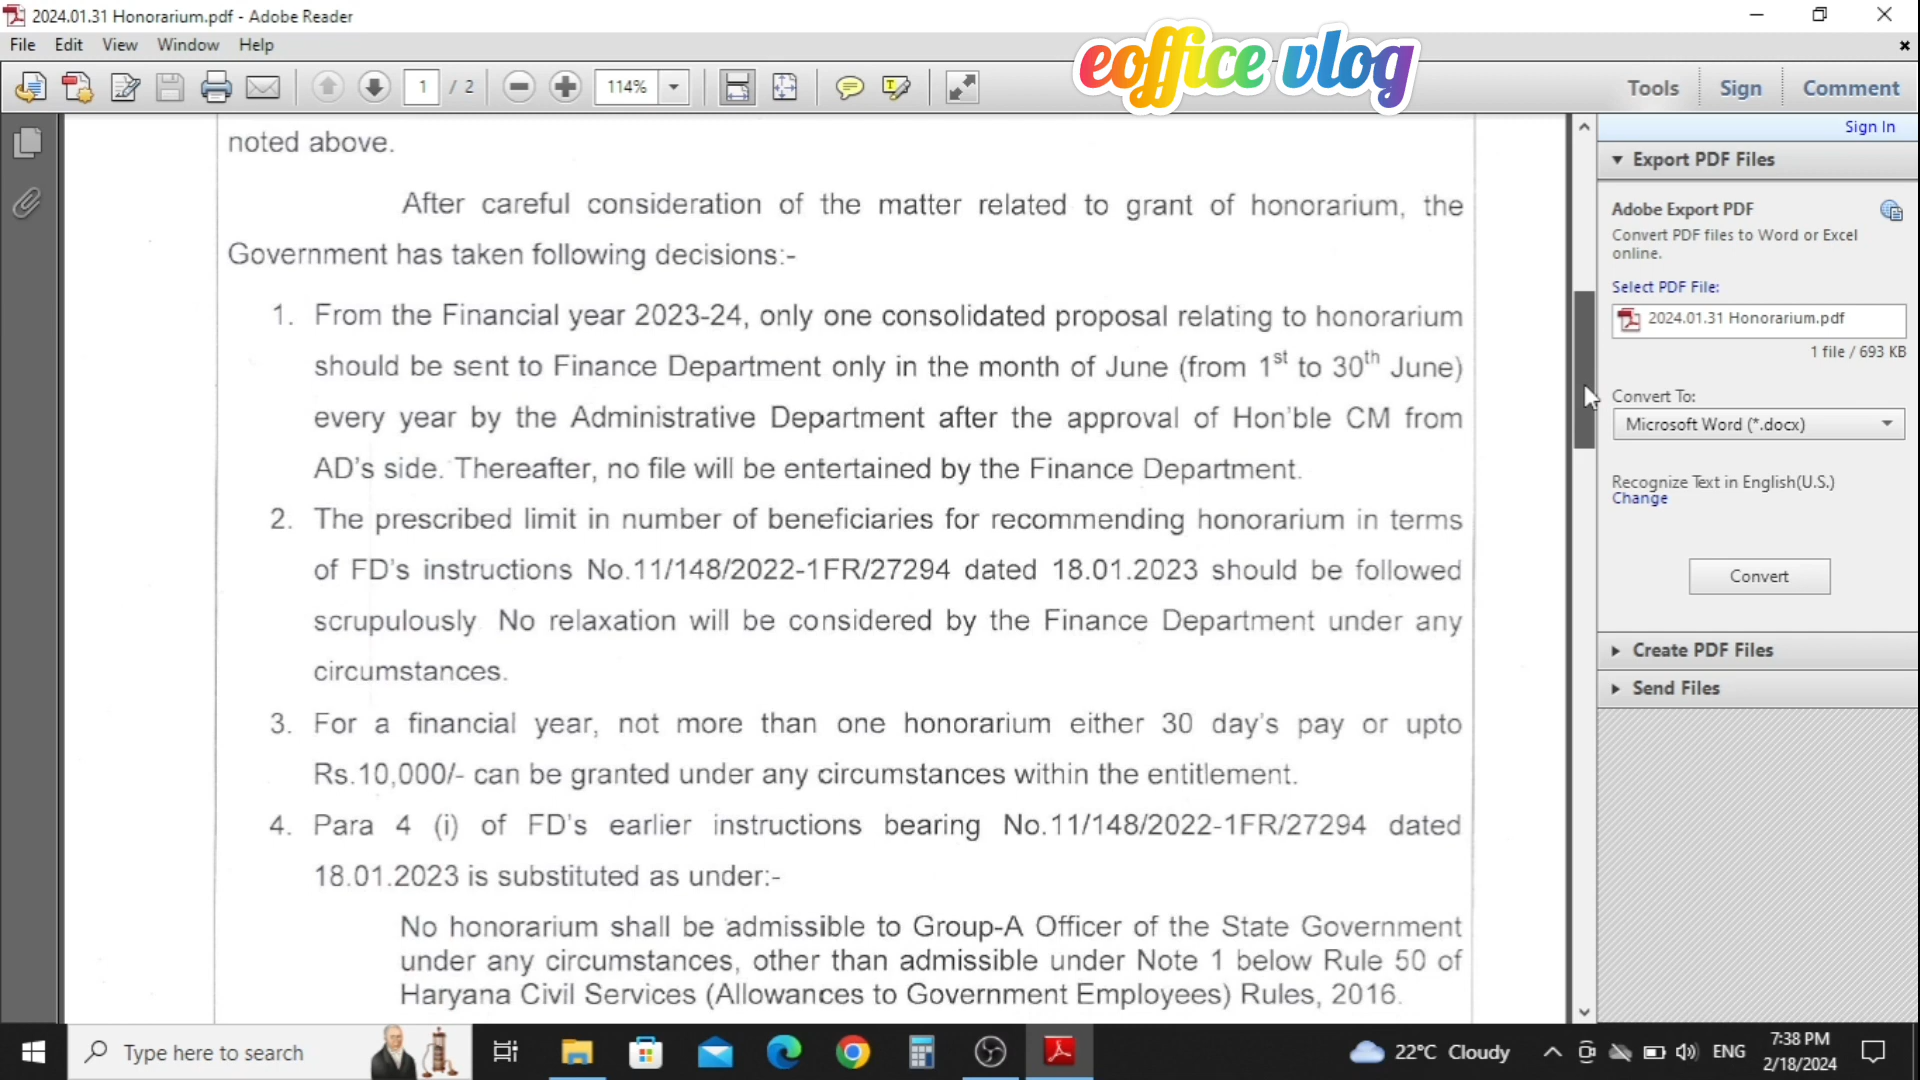 2024.01.31 Honorarium.pdf - Adobe Reader
File Edit View Window Help
eoffice vlog
1 / 2
114%
Tools Sign Comment
Sign In
noted above.
After careful consideration of the matter related to grant of honorarium, the
Government has taken following decisions:-
1. From the Financial year 2023-24, only one consolidated proposal relating to honorarium
should be sent to Finance Department only in the month of June (from 1st to 30th June)
every year by the Administrative Department after the approval of Hon'ble CM from
AD's side. Thereafter, no file will be entertained by the Finance Department.
2. The prescribed limit in number of beneficiaries for recommending honorarium in terms
of FD's instructions No.11/148/2022-1FR/27294 dated 18.01.2023 should be followed
scrupulously. No relaxation will be considered by the Finance Department under any
circumstances.
3. For a financial year, not more than one honorarium either 30 day's pay or upto
Rs.10,000/- can be granted under any circumstances within the entitlement.
4. Para 4 (i) of FD's earlier instructions bearing No.11/148/2022-1FR/27294 dated
18.01.2023 is substituted as under:-
No honorarium shall be admissible to Group-A Officer of the State Government
under any circumstances, other than admissible under Note 1 below Rule 50 of
Haryana Civil Services (Allowances to Government Employees) Rules, 2016.
Export PDF Files
Adobe Export PDF
Convert PDF files to Word or Excel
online.
Select PDF File:
2024.01.31 Honorarium.pdf
1 file / 693 KB
Convert To:
Microsoft Word (*.docx)
Recognize Text in English(U.S.)
Change
Convert
Create PDF Files
Send Files
Type here to search
22°C Cloudy
ENG
7:38 PM
2/18/2024